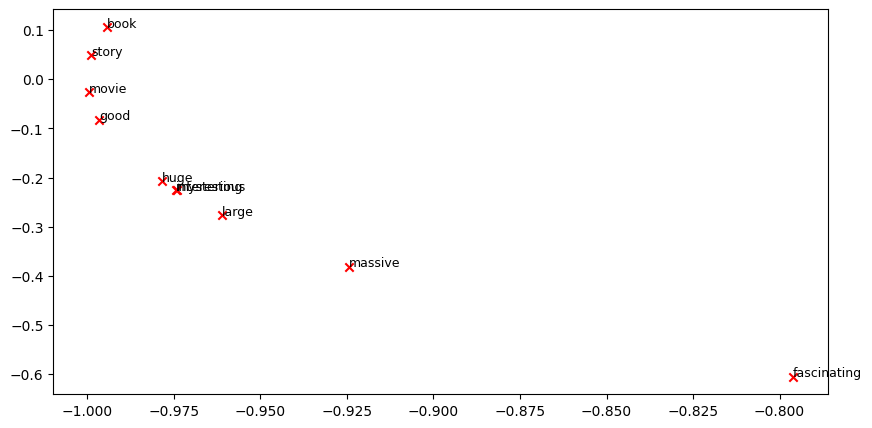 0.1
0.0
−0.1
−0.2
−0.3
−0.4
−0.5
−0.6
book
story
movie
good
huge
mysterious
interesting
large
massive
fascinating
−1.000
−0.975
−0.950
−0.925
−0.900
−0.875
−0.850
−0.825
−0.800